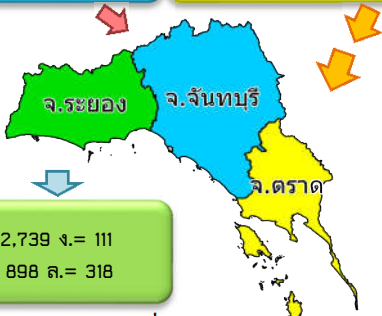 จ.ระยอง
จ.จันทบุรี
จ.ตราด
2,739 ง.= 111
898 ล.= 318